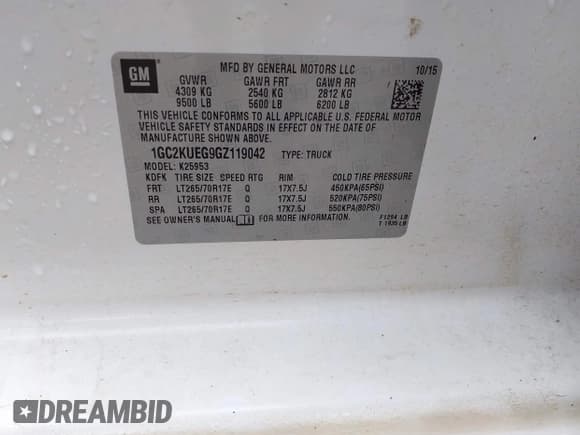 GM
MFD BY GENERAL MOTORS LLC 10/15
GVWR GAWR FRT GAWR RR
4309 KG 2540 KG 2812 KG
9500 LB 5600 LB 6200 LB
THIS VEHICLE CONFORMS TO ALL APPLICABLE U.S. FEDERAL MOTOR
VEHICLE SAFETY STANDARDS IN EFFECT ON THE DATE OF
MANUFACTURE SHOWN ABOVE.
1GC2KUEG9GZ119042 TYPE: TRUCK
MODEL: K25953
KDFK TIRE SIZE SPEED RTG RIM COLD TIRE PRESSURE
FRT LT265/70R17E Q 17X7.5J 450KPA(65PSI)
RR LT265/70R17E Q 17X7.5J 520KPA(75PSI)
SPA LT265/70R17E Q 17X7.5J 550KPA(80PSI)
SEE OWNER'S MANUAL FOR MORE INFORMATION.
F1294 LB
T 1935 LB
DREAMBID